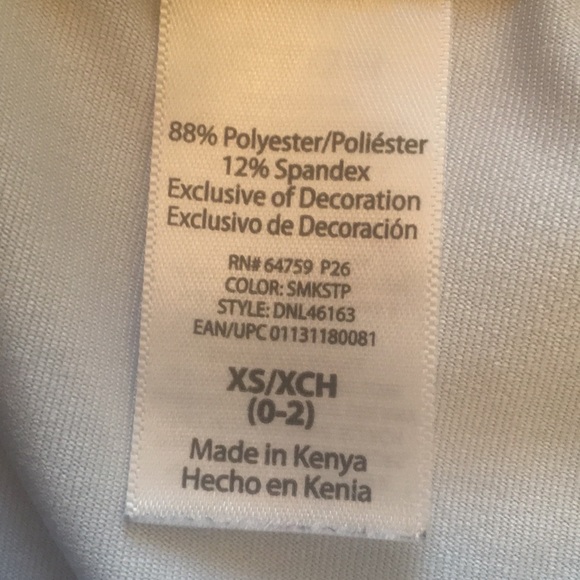 88% Polyester/Poliéster
12% Spandex
Exclusive of Decoration
Exclusivo de Decoración
RN# 64759 P26
COLOR: SMKSTP
STYLE: DNL46163
EAN/UPC 01131180081
XS/XCH
(0-2)
Made in Kenya
Hecho en Kenia